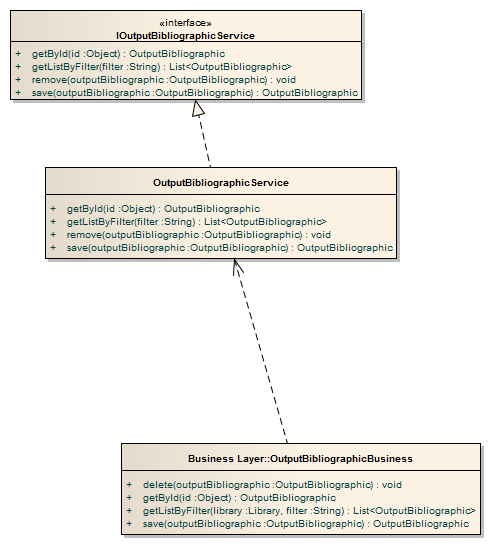 «interface»
IOutputBibliographicService
+ getById(id :Object) : OutputBibliographic
+ getListByFilter(filter :String) : List<OutputBibliographic>
+ remove(outputBibliographic :OutputBibliographic) : void
+ save(outputBibliographic :OutputBibliographic) : OutputBibliographic
OutputBibliographicService
+ getById(id :Object) : OutputBibliographic
+ getListByFilter(filter :String) : List<OutputBibliographic>
+ remove(outputBibliographic :OutputBibliographic) : void
+ save(outputBibliographic :OutputBibliographic) : OutputBibliographic
Business Layer::OutputBibliographicBusiness
+ delete(outputBibliographic :OutputBibliographic) : void
+ getById(id :Object) : OutputBibliographic
+ getListByFilter(library :Library, filter :String) : List<OutputBibliographic>
+ save(outputBibliographic :OutputBibliographic) : OutputBibliographic